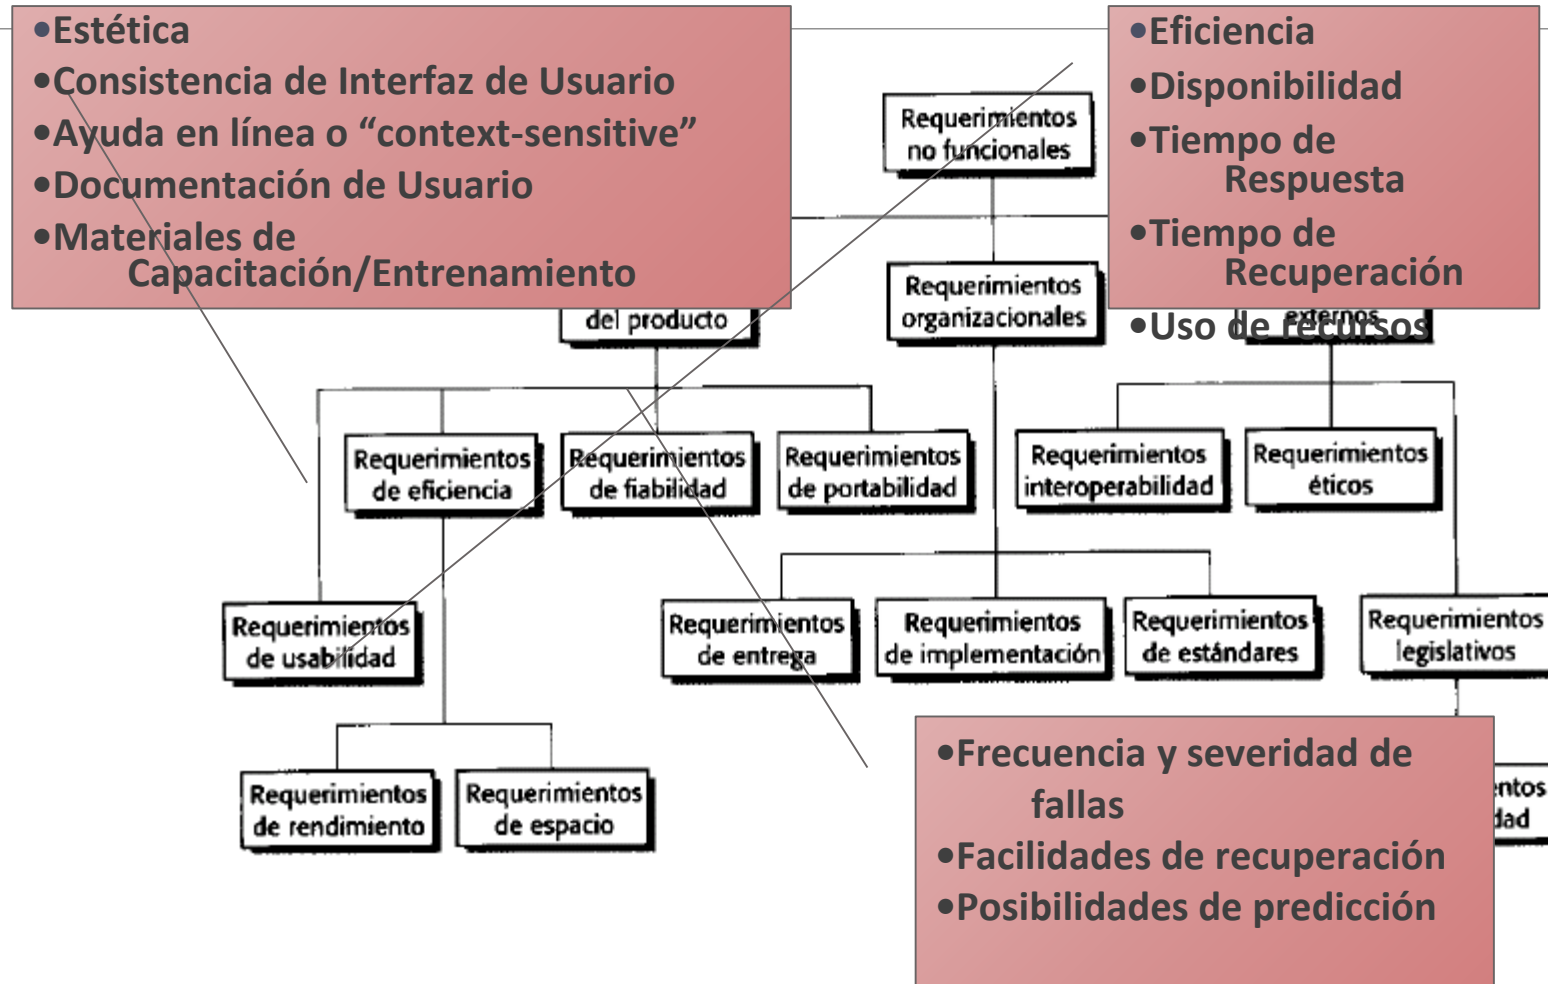 •Estética
•Consistencia de Interfaz de Usuario
•Ayuda en línea o “context-sensitive”
•Documentación de Usuario
•Materiales de
Capacitación/Entrenamiento
•Eficiencia
•Disponibilidad
•Tiempo de
Respuesta
•Tiempo de
Recuperación
•Uso de recursos
Requerimientos
no funcionales
del producto
Requerimientos
organizacionales
externos
Requerimientos
de eficiencia
Requerimientos
de fiabilidad
Requerimientos
de portabilidad
Requerimientos
interoperabilidad
Requerimientos
éticos
Requerimientos
de usabilidad
Requerimientos
de entrega
Requerimientos
de implementación
Requerimientos
de estándares
Requerimientos
legislativos
Requerimientos
de rendimiento
Requerimientos
de espacio
•Frecuencia y severidad de
fallas
•Facilidades de recuperación
•Posibilidades de predicción